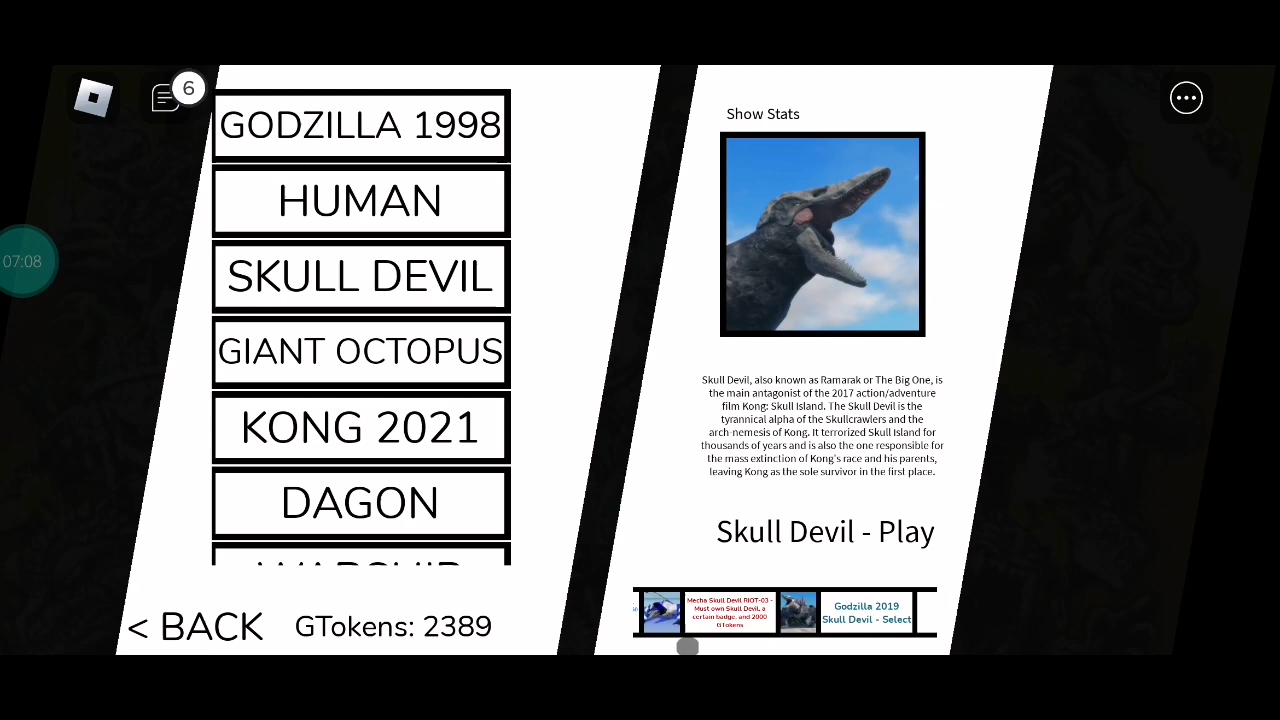 6
07:08
GODZILLA 1998
HUMAN
SKULL DEVIL
GIANT OCTOPUS
KONG 2021
DAGON
WARSHIP
< BACK
GTokens: 2389
Show Stats
Skull Devil, also known as Ramarak or The Big One, is
the main antagonist of the 2017 action/adventure
film Kong: Skull Island. The Skull Devil is the
tyrannical alpha of the Skullcrawlers and the
arch-nemesis of Kong. It terrorized Skull Island for
thousands of years and is also the one responsible for
the mass extinction of Kong's race and his parents,
leaving Kong as the sole survivor in the first place.
Skull Devil - Play
Mecha Skull Devil RIOT-03 -
Must own Skull Devil, a
certain badge, and 2000
GTokens
Godzilla 2019
Skull Devil - Select